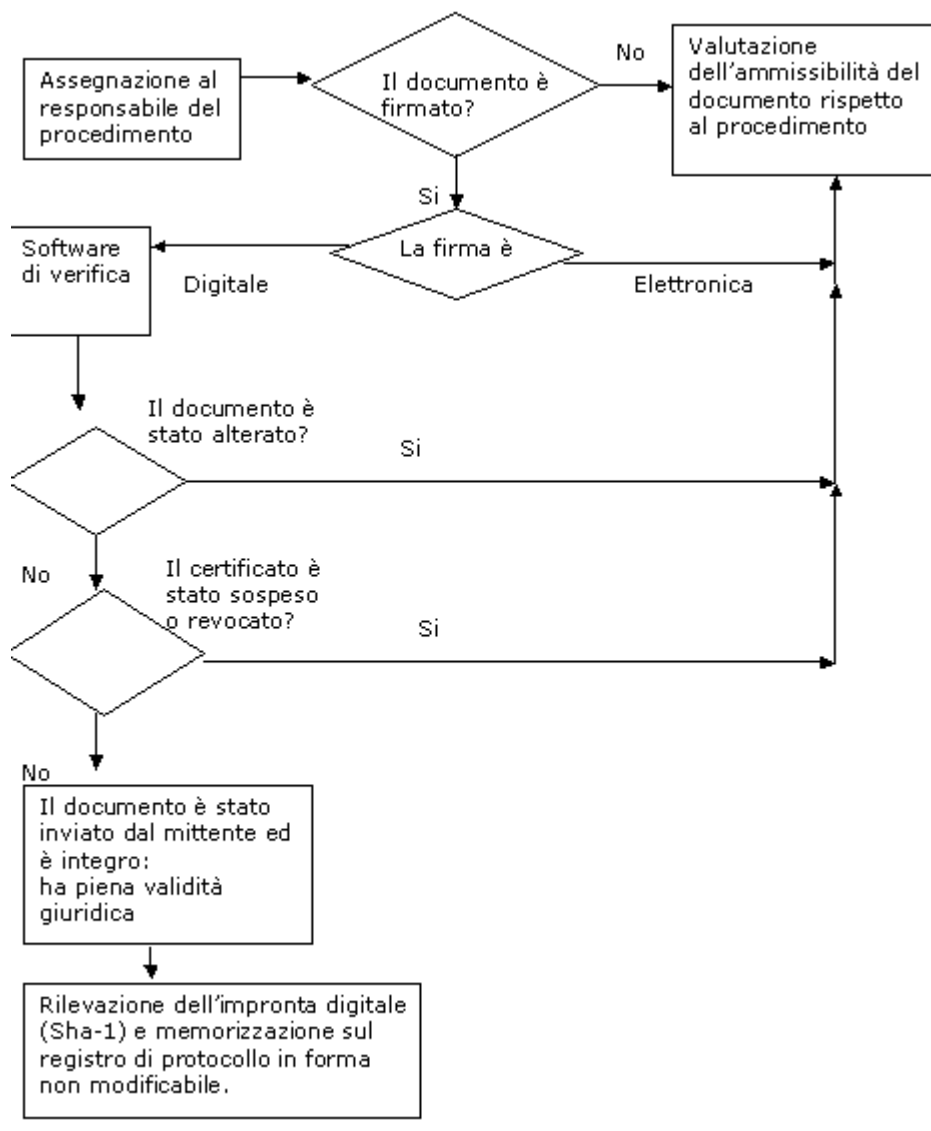 Assegnazione al
responsabile del
procedimento
Il documento è
firmato?
No
Valutazione
dell'ammissibilità del
documento rispetto
al procedimento
Si
La firma è
Software
di verifica
Digitale
Elettronica
Il documento è
stato alterato?
Si
No
Il certificato è
stato sospeso
o revocato?
Si
No
Il documento è stato
inviato dal mittente ed
è integro:
ha piena validità
giuridica
Rilevazione dell'impronta digitale
(Sha-1) e memorizzazione sul
registro di protocollo in forma
non modificabile.